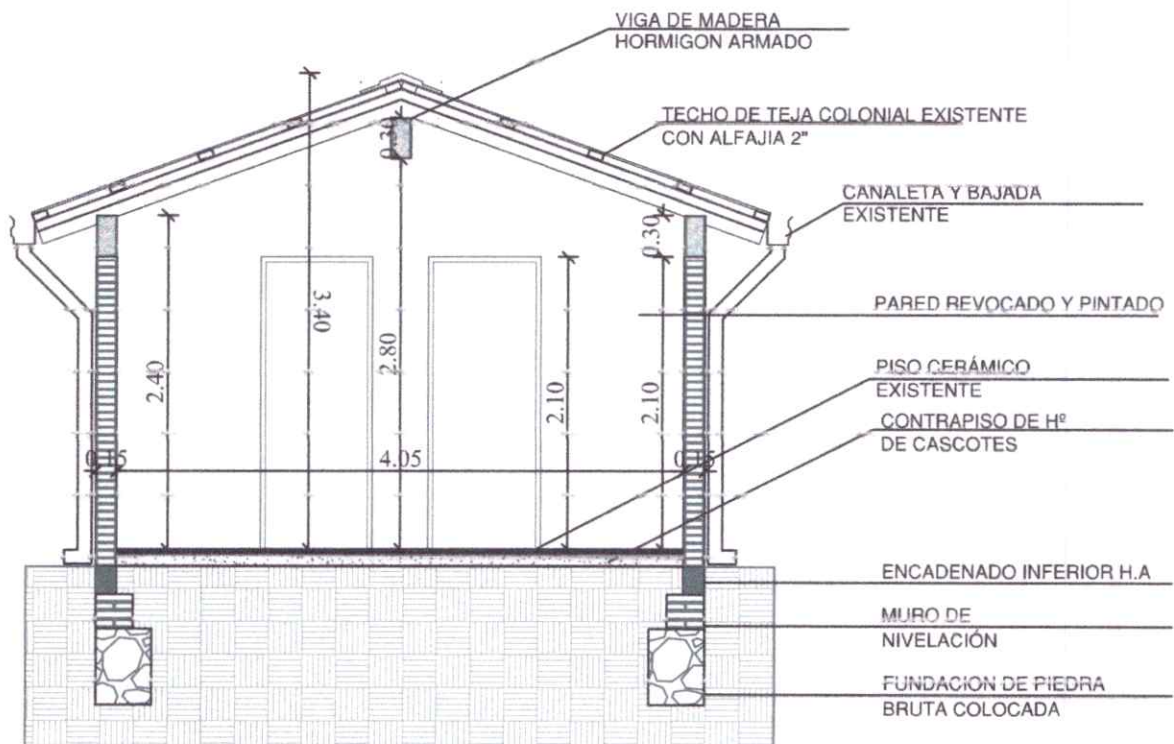 VIGA DE MADERA
HORMIGON ARMADO
TECHO DE TEJA COLONIAL EXISTENTE
CON ALFAJIA 2"
CANALETA Y BAJADA
EXISTENTE
0.30
0.30
3.40
PARED REVOCADO Y PINTADO
2.80
2.40
2.10
2.10
PISO CERÁMICO
EXISTENTE
CONTRAPISO DE Hº
DE CASCOTES
0.15
4.05
0.15
ENCADENADO INFERIOR H.A
MURO DE
NIVELACIÓN
FUNDACION DE PIEDRA
BRUTA COLOCADA